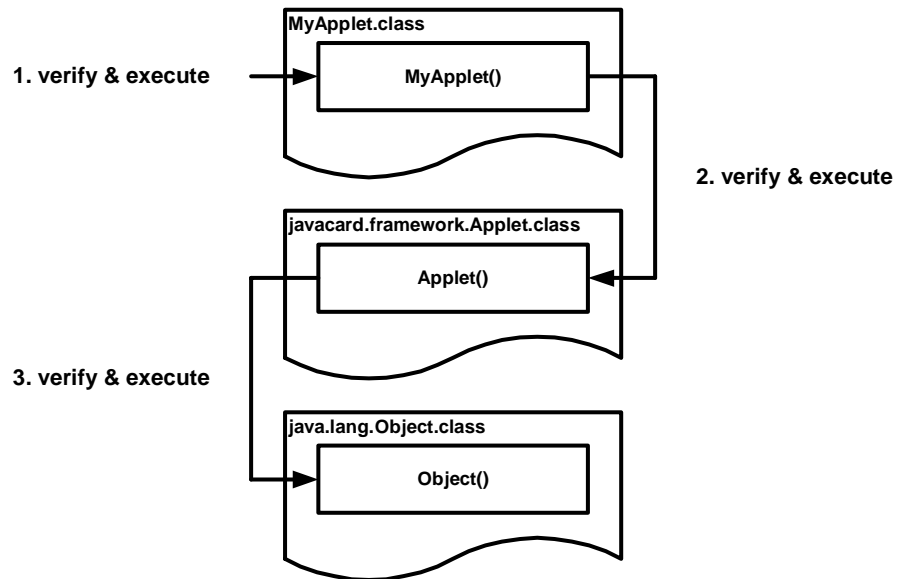 MyApplet.class
1. verify & execute
MyApplet()
2. verify & execute
javacard.framework.Applet.class
Applet()
3. verify & execute
java.lang.Object.class
Object()